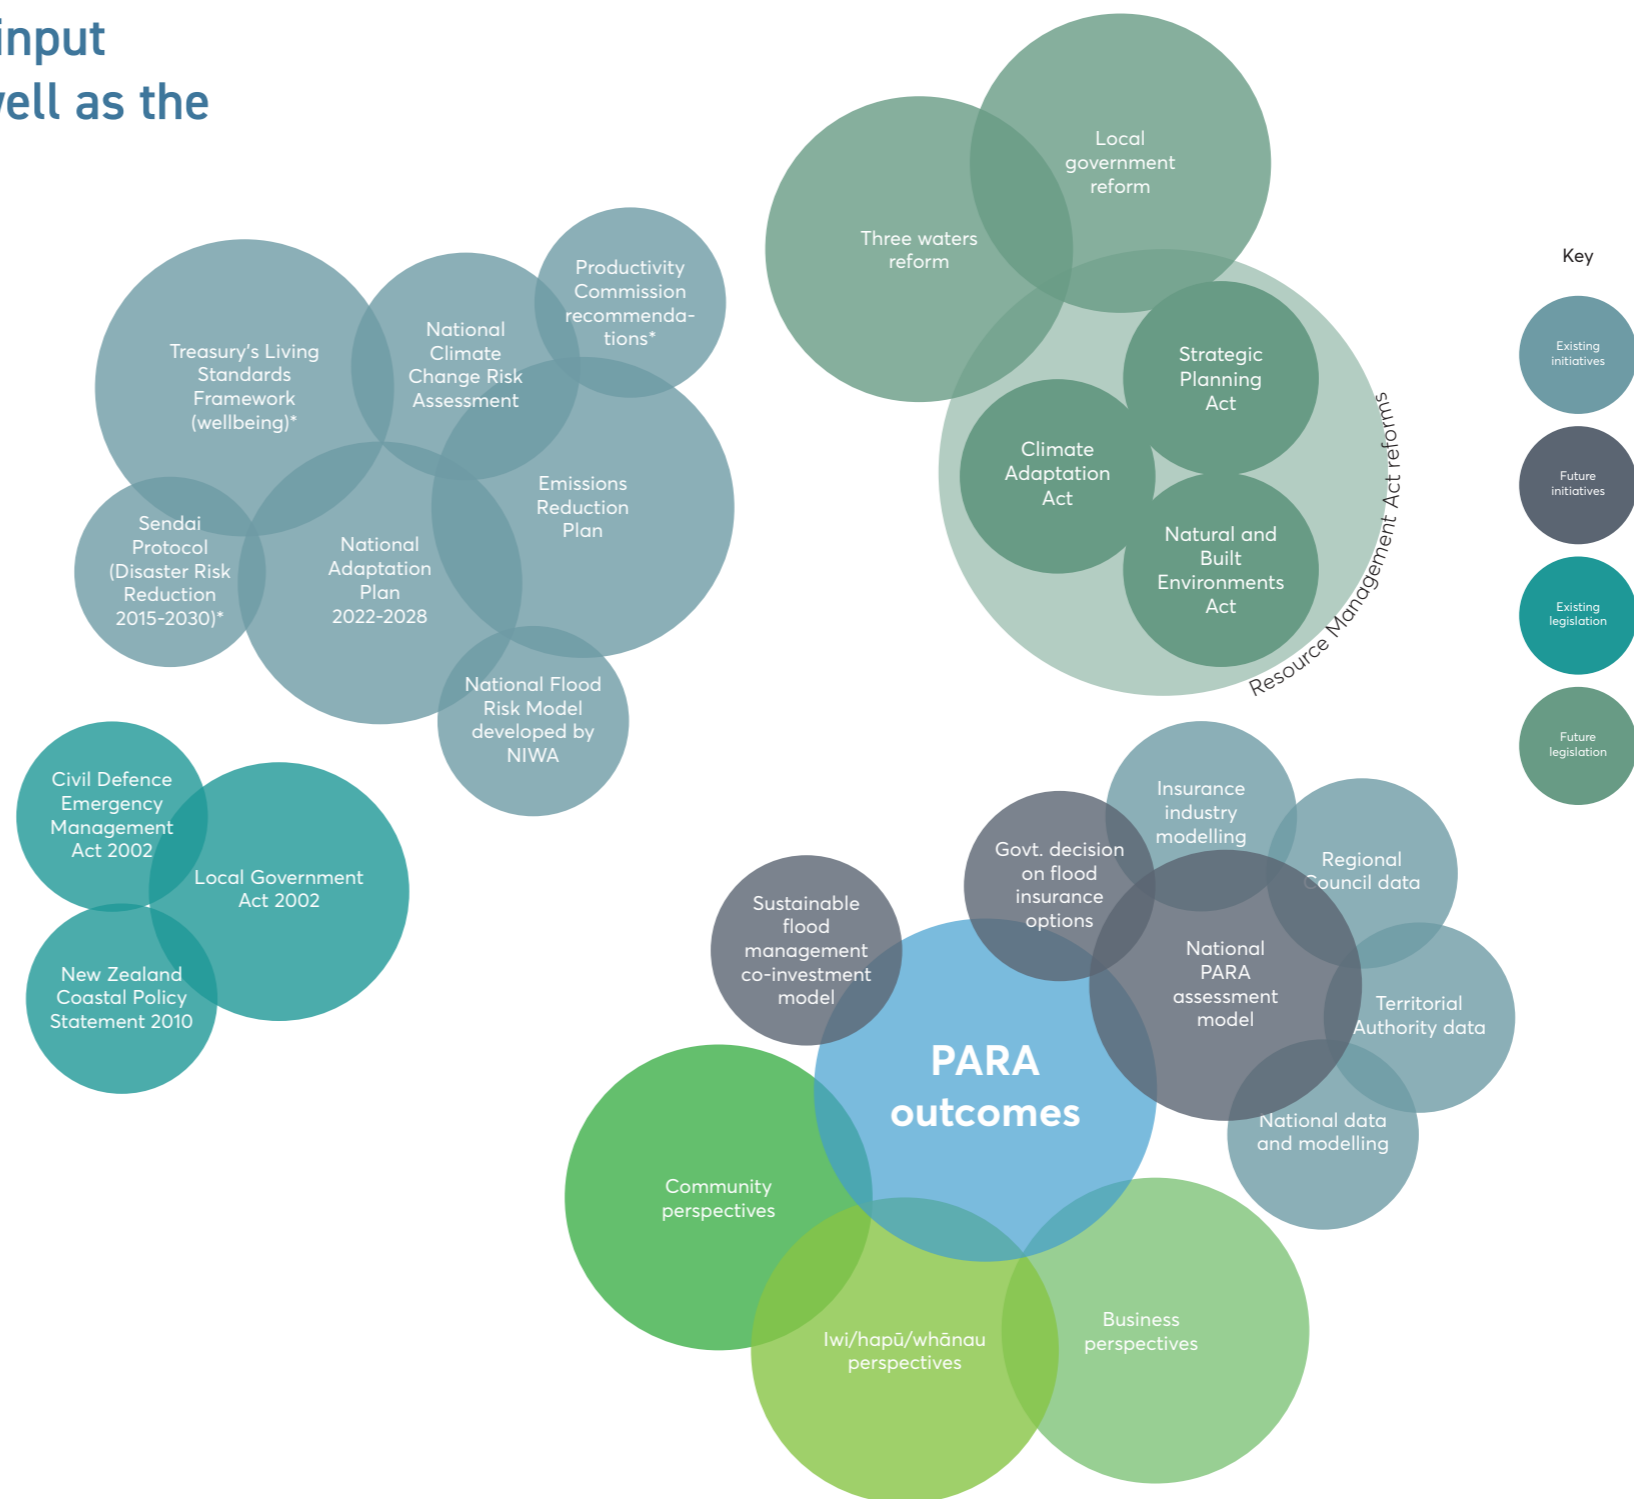 input
well as the
Local
government
reform
Three waters
reform
Productivity
Commission
recommenda-
tions*
National
Climate
Change Risk
Assessment
Treasury's Living
Standards
Framework
(wellbeing)*
Emissions
Reduction
Plan
Sendai
Protocol
(Disaster Risk
Reduction
2015-2030)*
National
Adaptation
Plan
2022-2028
National Flood
Risk Model
developed by
NIWA
Strategic
Planning
Act
Climate
Adaptation
Act
Natural and
Built
Environments
Act
Resource Management Act reforms
Key
Existing
initiatives
Future
initiatives
Existing
legislation
Future
legislation
Civil Defence
Emergency
Management
Act 2002
Local Government
Act 2002
New Zealand
Coastal Policy
Statement 2010
Insurance
industry
modelling
Govt. decision
on flood
insurance
options
Regional
Council data
Sustainable
flood
management
co-investment
model
National
PARA
assessment
model
Territorial
Authority data
National data
and modelling
PARA
outcomes
Community
perspectives
Iwi/hapū/whānau
perspectives
Business
perspectives